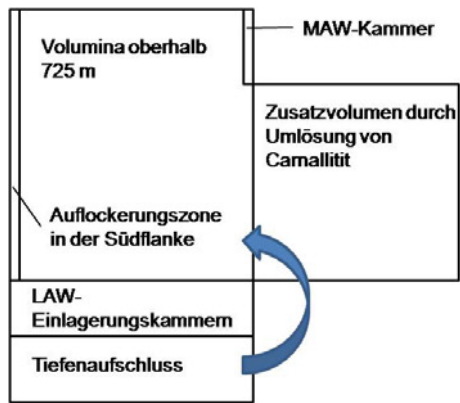 Volumina oberhalb
725 m
MAW-Kammer
Zusatzvolumen durch
Umlösung von
Carnallitit
Auflockerungszone
in der Südflanke
LAW-
Einlagerungskammern
Tiefenaufschluss